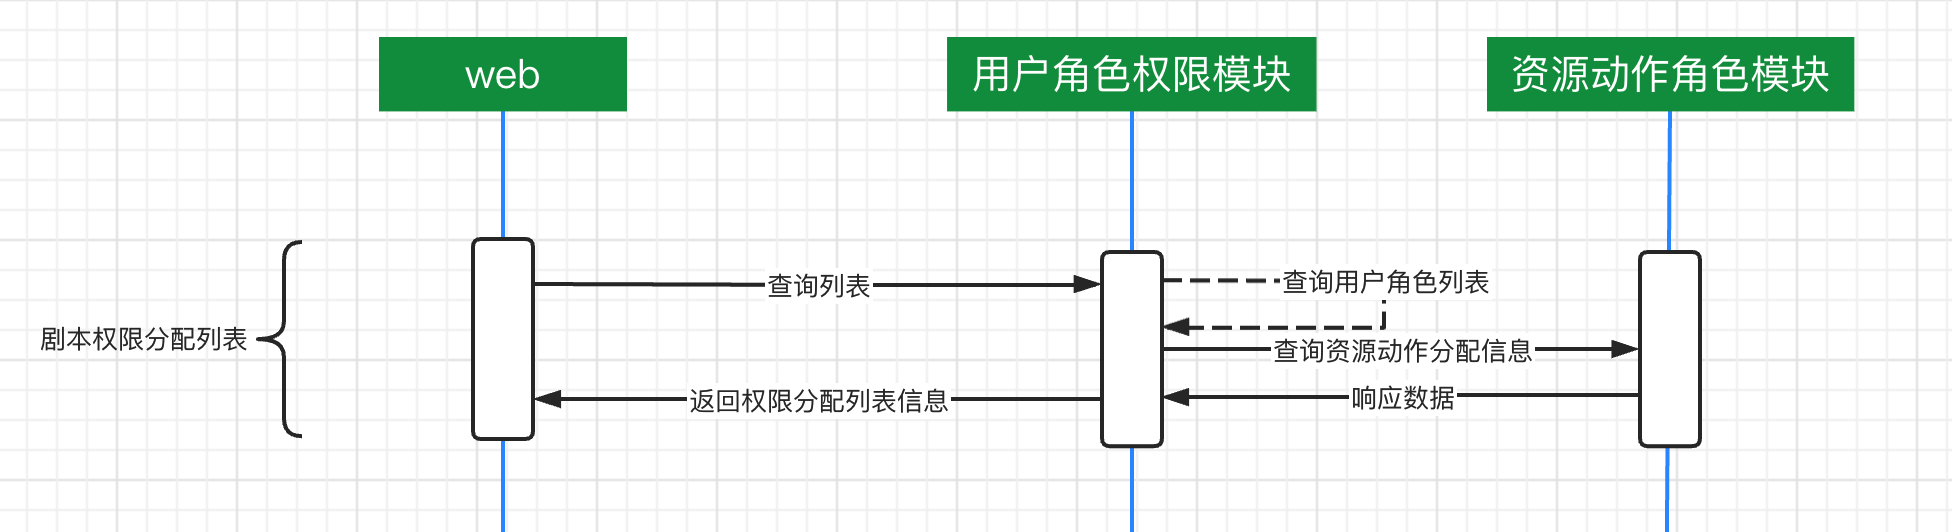 web
用户角色权限模块
资源动作角色模块
查询列表
查询用户角色列表
剧本权限分配列表
查询资源动作分配信息
返回权限分配列表信息
响应数据